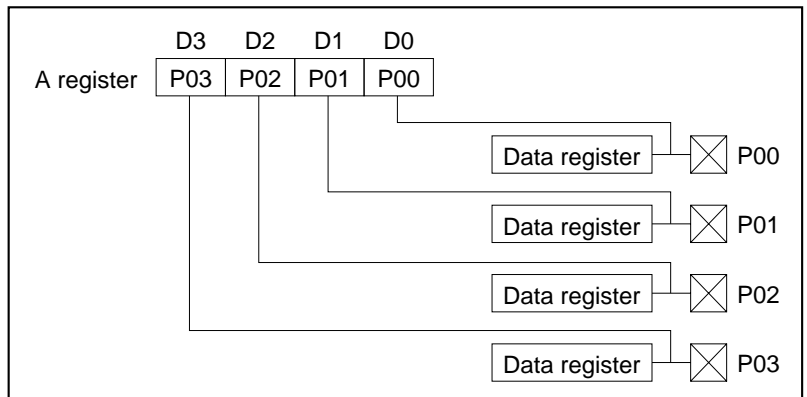 D3 D2 D1 D0
A register P03 P02 P01 P00
Data register P00
Data register P01
Data register P02
Data register P03